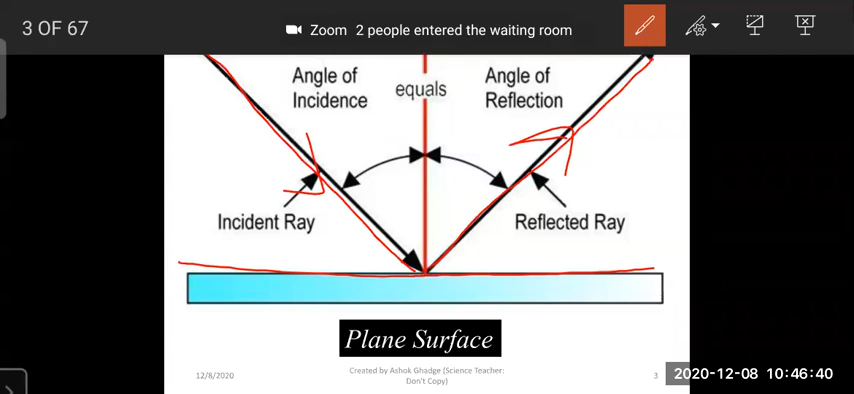 3 OF 67
Zoom 2 people entered the waiting room
Angle of
Incidence
equals
Angle of
Reflection
Incident Ray
Reflected Ray
Plane Surface
12/8/2020
Created by Ashok Ghadge (Science Teacher:
Don't Copy)
3
2020-12-08 10:46:40